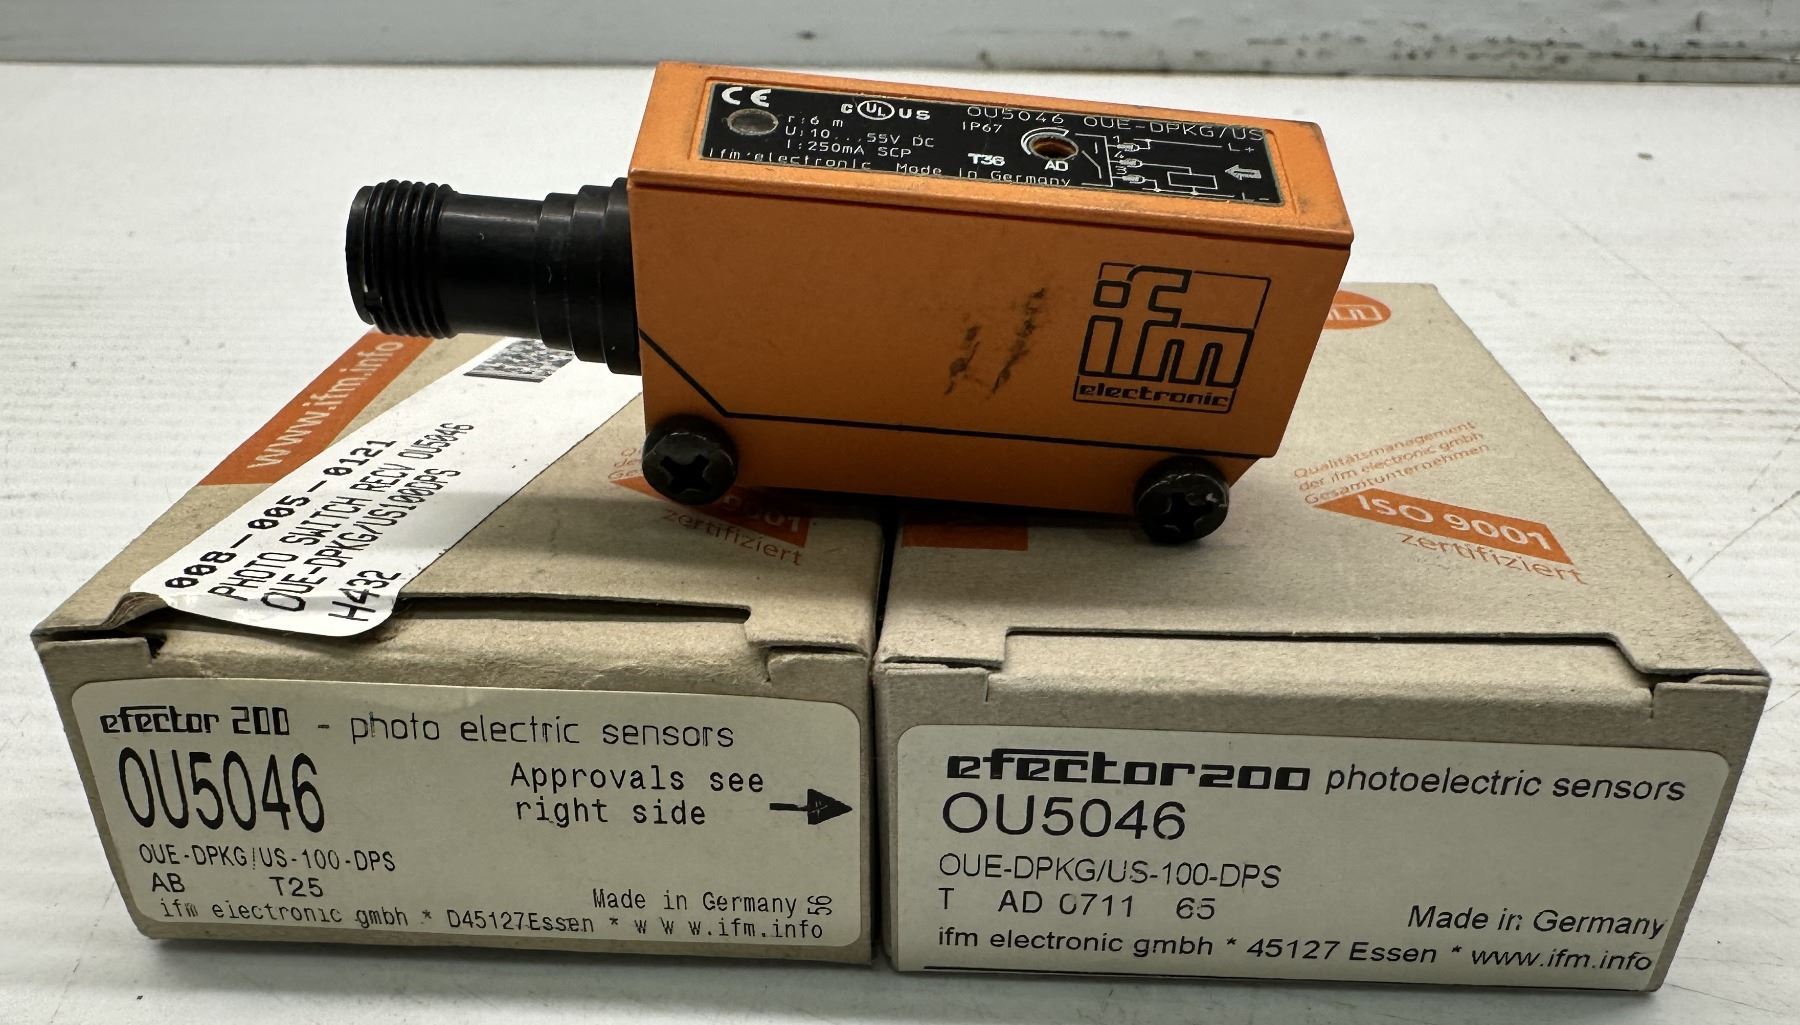 CE
c UL US
OU5046 OUE-DPKG/US
r:6 m
IP67
U:10...55V DC
I:250mA SCP
T36
AD
ifm electronic Made in Germany
1
4
3
L+
L-
ifm
electronic
www.ifm.info
008-005-0121
PHOTO SWITCH RECV OU5046
OUE-DPKG/US100DPS
H432
9001
zertifiziert
Qualitätsmanagement
der ifm electronic gmbh
Gesamtunternehmen
ISO 9001
zertifiziert
efector 200 - photo electric sensors
OU5046
Approvals see
right side
OUE-DPKG/US-100-DPS
AB T25
Made in Germany 56
ifm electronic gmbh * D45127Essen * w w w.ifm.info
efector200 photoelectric sensors
OU5046
OUE-DPKG/US-100-DPS
T AD 0711 65
Made in Germany
ifm electronic gmbh * 45127 Essen * www.ifm.info